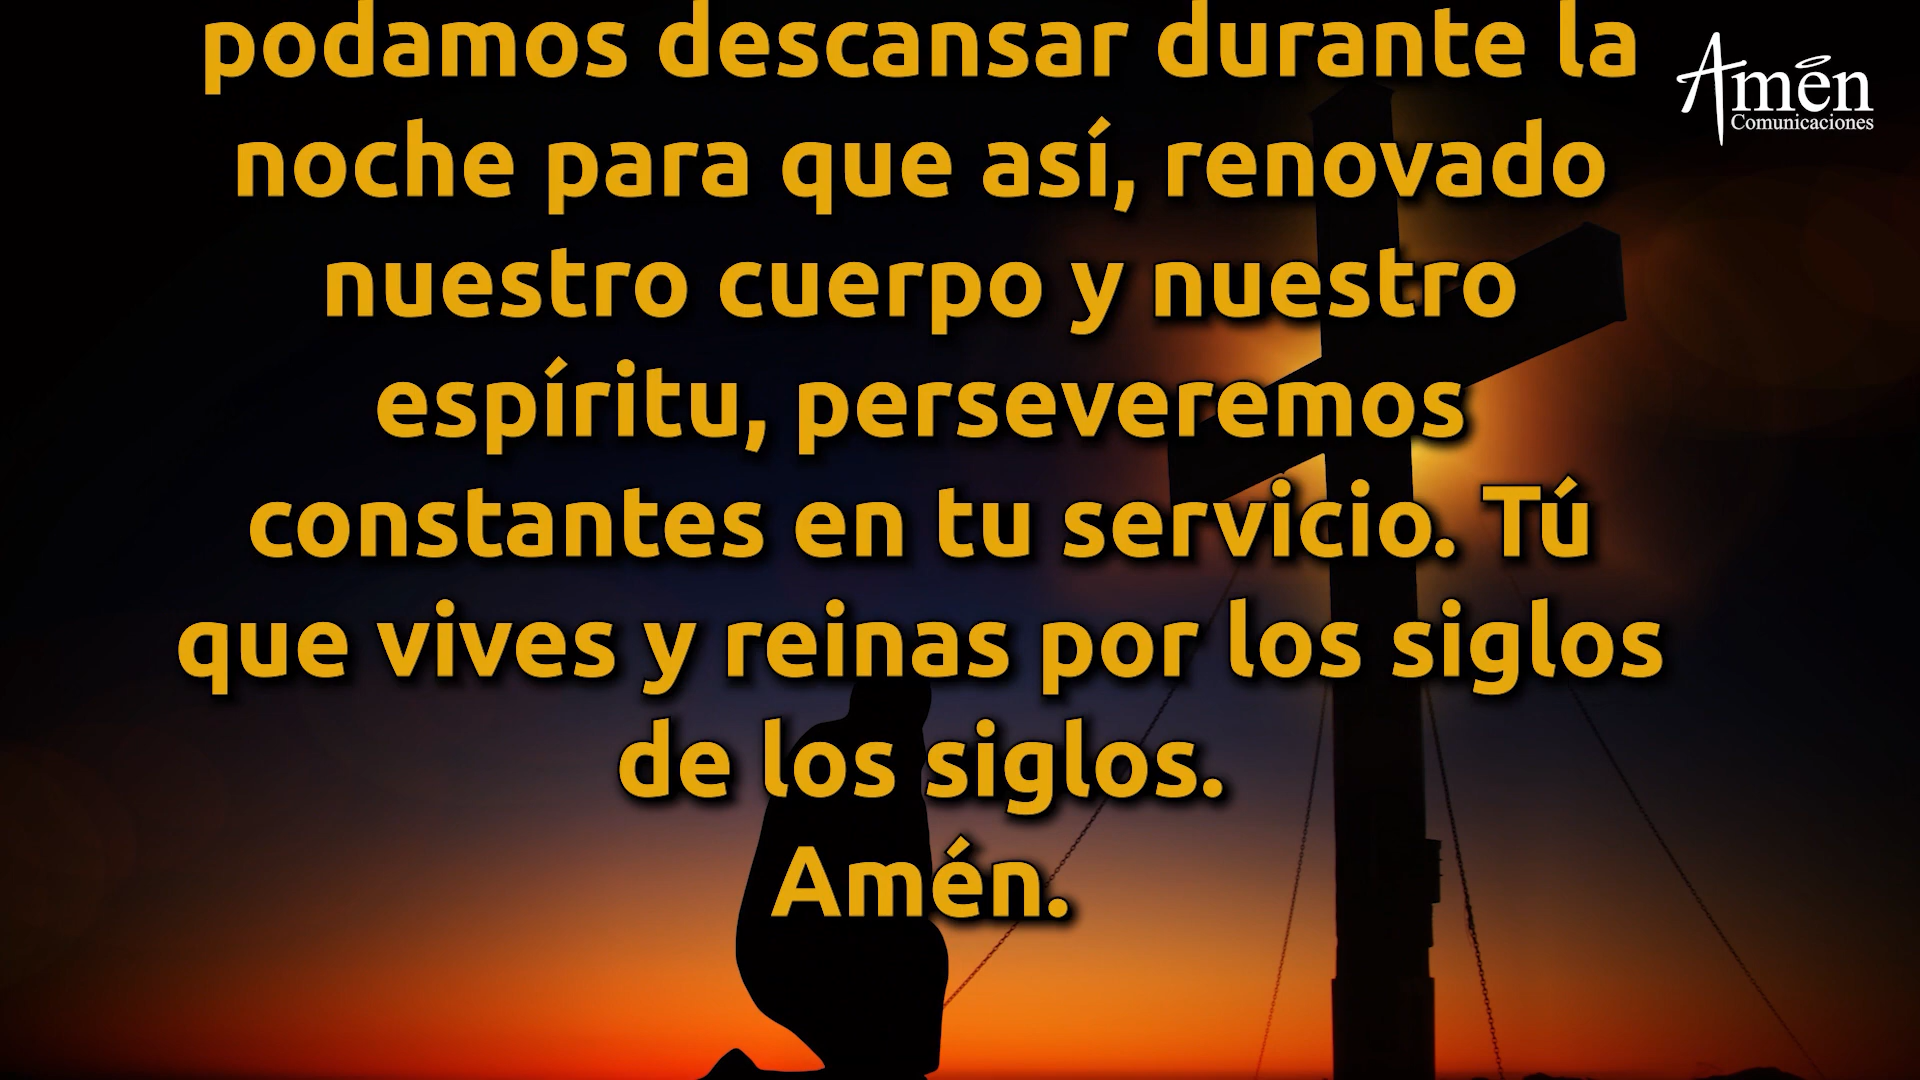 podamos descansar durante la
noche para que así, renovado
nuestro cuerpo y nuestro
espíritu, perseveremos
constantes en tu servicio. Tú
que vives y reinas por los siglos
de los siglos.
Amén.
Amén
Comunicaciones